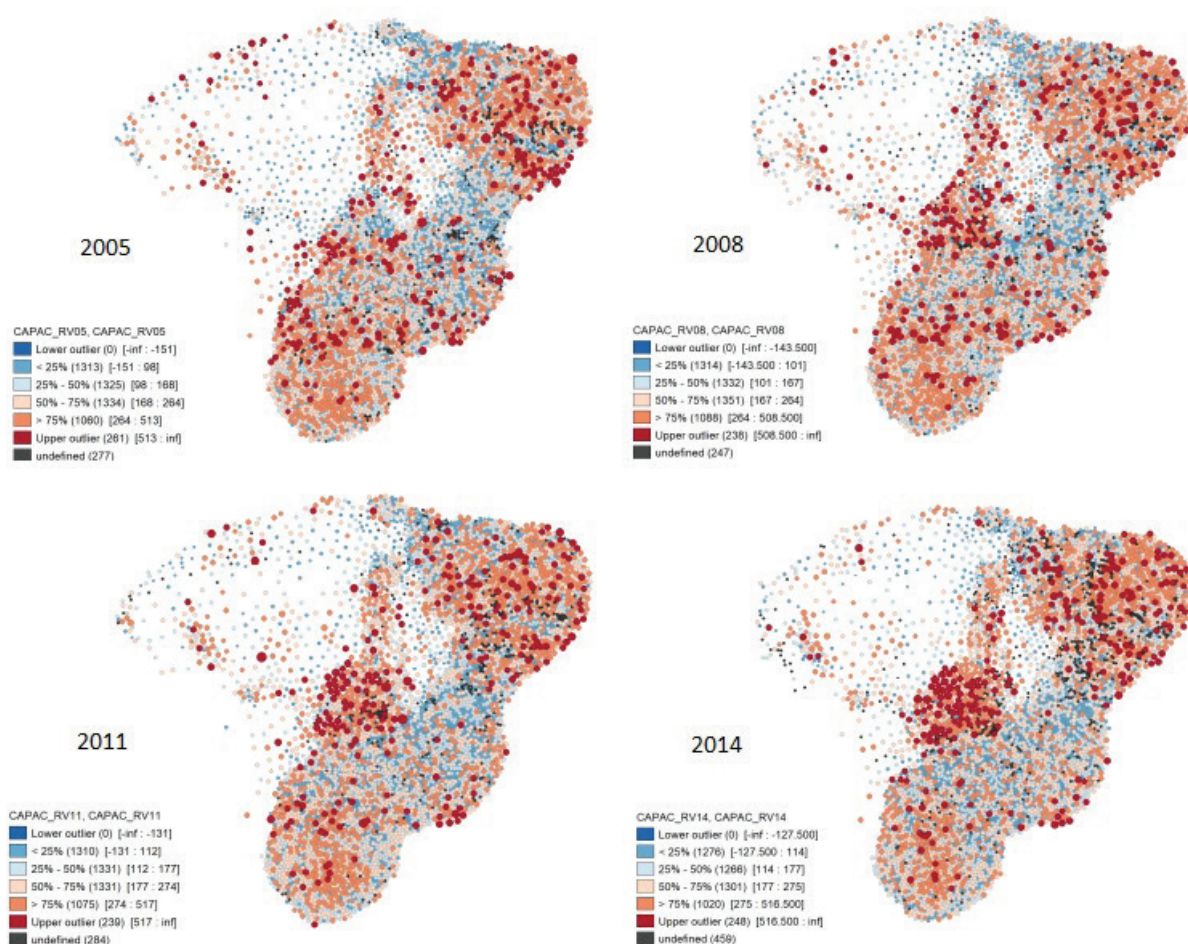 2005
CAPAC_RV05, CAPAC_RV05
Lower outlier (0) [-inf : -151]
< 25% (1313) [-151 : 98]
25% - 50% (1325) [98 : 168]
50% - 75% (1334) [168 : 264]
> 75% (1060) [264 : 513]
Upper outlier (261) [513 : inf]
undefined (277)
2008
CAPAC_RV08, CAPAC_RV08
Lower outlier (0) [-inf : -143.500]
< 25% (1314) [-143.500 : 101]
25% - 50% (1332) [101 : 167]
50% - 75% (1351) [167 : 264]
> 75% (1088) [264 : 508.500]
Upper outlier (238) [508.500 : inf]
undefined (247)
2011
CAPAC_RV11, CAPAC_RV11
Lower outlier (0) [-inf : -131]
< 25% (1310) [-131 : 112]
25% - 50% (1331) [112 : 177]
50% - 75% (1331) [177 : 274]
> 75% (1075) [274 : 517]
Upper outlier (239) [517 : inf]
undefined (284)
2014
CAPAC_RV14, CAPAC_RV14
Lower outlier (0) [-inf : -127.500]
< 25% (1276) [-127.500 : 114]
25% - 50% (1266) [114 : 177]
50% - 75% (1301) [177 : 275]
> 75% (1020) [275 : 516.500]
Upper outlier (248) [516.500 : inf]
undefined (459)